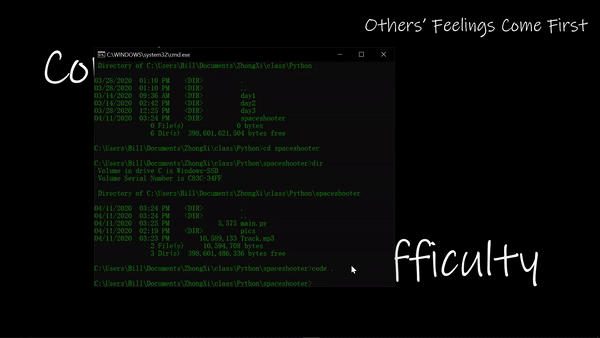 Others' Feelings Come First
Co
C:\WINDOWS\system32\cmd.exe
Directory of C:\Users\Bill\Documents\ZhongXi\class\Python
03/28/2020 01:10 PM <DIR> .
03/28/2020 01:10 PM <DIR> ..
03/14/2020 09:36 AM <DIR> day1
03/14/2020 02:42 PM <DIR> day2
03/28/2020 12:25 PM <DIR> day3
04/11/2020 03:24 PM <DIR> spaceshooter
0 File(s) 0 bytes
6 Dir(s) 398,601,621,504 bytes free
C:\Users\Bill\Documents\ZhongXi\class\Python>cd spaceshooter
C:\Users\Bill\Documents\ZhongXi\class\Python\spaceshooter>dir
Volume in drive C is Windows-SSD
Volume Serial Number is C83C-34FF
Directory of C:\Users\Bill\Documents\ZhongXi\class\Python\spaceshooter
04/11/2020 03:24 PM <DIR> .
04/11/2020 03:24 PM <DIR> ..
04/11/2020 03:25 PM 3,573 main.py
04/11/2020 02:19 PM <DIR> pics
04/11/2020 03:23 PM 10,589,133 Track.mp3
2 File(s) 10,594,708 bytes
3 Dir(s) 398,601,486,336 bytes free
C:\Users\Bill\Documents\ZhongXi\class\Python\spaceshooter>code .
C:\Users\Bill\Documents\ZhongXi\class\Python\spaceshooter>
fficulty